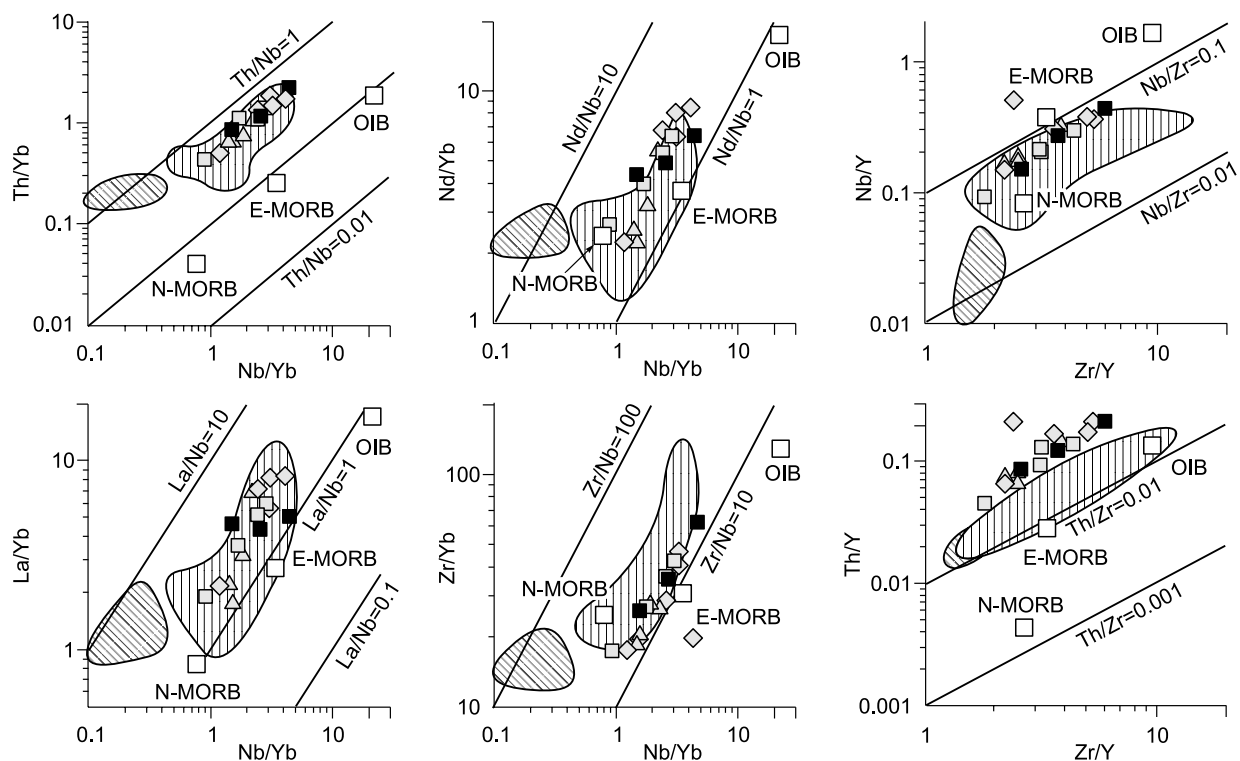 10
1
0.1
0.01
Th/Yb
0.1
1
10
Nb/Yb
Th/Nb=1
Th/Nb=0.01
OIB
E-MORB
N-MORB
10
1
Nd/Yb
0.1
1
10
Nb/Yb
Nd/Nb=10
Nd/Nb=1
OIB
E-MORB
N-MORB
1
0.1
0.01
Nb/Y
1
10
Zr/Y
OIB
E-MORB
Nb/Zr=0.1
N-MORB
Nb/Zr=0.01
10
1
La/Yb
0.1
1
10
Nb/Yb
La/Nb=10
La/Nb=1
La/Nb=0.1
OIB
E-MORB
N-MORB
100
10
Zr/Yb
0.1
1
10
Nb/Yb
Zr/Nb=100
Zr/Nb=10
OIB
N-MORB
E-MORB
0.1
0.01
0.001
Th/Y
1
10
Zr/Y
OIB
Th/Zr=0.01
E-MORB
N-MORB
Th/Zr=0.001